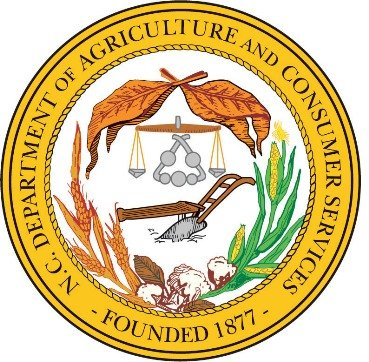 N.C. DEPARTMENT OF AGRICULTURE AND CONSUMER SERVICES
- FOUNDED 1877 -